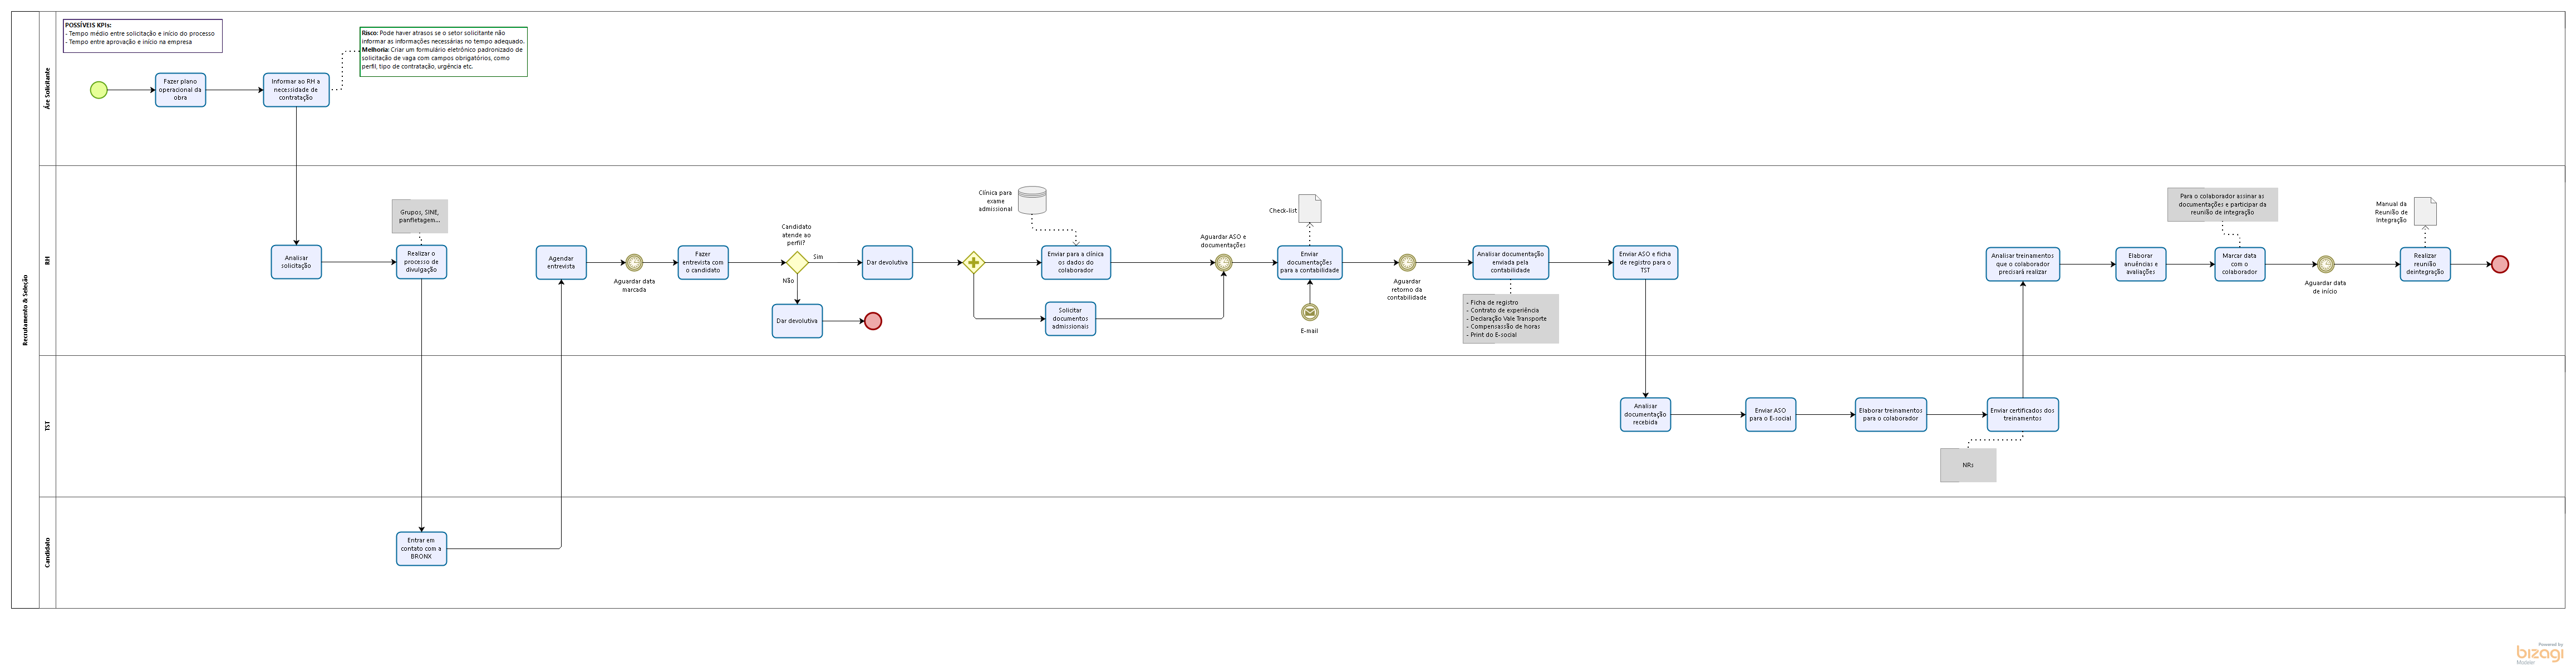 Recrutamento & Seleção
Áre Solicitante
POSSÍVEIS KPIs:
- Tempo médio entre solicitação e início do processo
- Tempo entre aprovação e início na empresa
Risco: Pode haver atrasos se o setor solicitante não
informar as informações necessárias no tempo adequado.
Melhoria: Criar um formulário eletrônico padronizado de
solicitação de vaga com campos obrigatórios, como
perfil, tipo de contratação, urgência etc.
Fazer plano
operacional da
obra
Informar ao RH a
necessidade de
contratação
RH
Analisar
solicitação
Grupos, SINE,
panfletagem...
Realizar o
processo de
divulgação
Agendar
entrevista
Aguardar data
marcada
Fazer
entrevista com
o candidato
Candidato
atende ao
perfil?
Sim
Não
Dar devolutiva
Dar devolutiva
Clínica para
exame
admissional
Enviar para a clínica
os dados do
colaborador
Solicitar
documentos
admissionais
Aguardar ASO e
documentações
Check-list
Enviar
documentações
para a contabilidade
E-mail
Aguardar
retorno da
contabilidade
Analisar documentação
enviada pela
contabilidade
- Ficha de registro
- Contrato de experiência
- Declaração Vale Transporte
- Compensassão de horas
- Print do E-social
Enviar ASO e ficha
de registro para o
TST
Analisar treinamentos
que o colaborador
precisará realizar
Elaborar
anuências e
avaliações
Para o colaborador assinar as
documentações e participar da
reunião de integração
Marcar data
com o
colaborador
Aguardar data
de início
Manual da
Reunião de
Integração
Realizar
reunião
deintegração
TST
Analisar
documentação
recebida
Enviar ASO
para o E-social
Elaborar treinamentos
para o colaborador
Enviar certificados dos
treinamentos
NRs
Candidato
Entrar em
contato com a
BRONX
Powered by
bizagi
Modeler